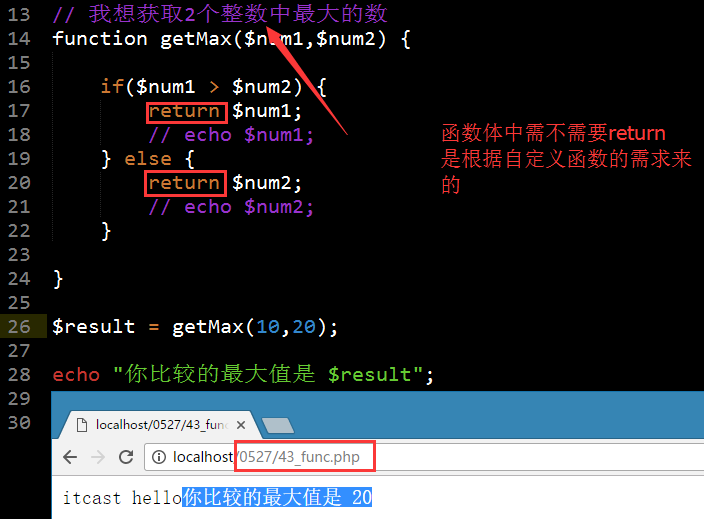 13 // 我想获取2个整数中最大的数
14 function getMax($num1,$num2) {
15
16 if($num1 > $num2) {
17 return $num1;
18 // echo $num1;
19 } else {
20 return $num2;
21 // echo $num2;
22 }
23
24 }
25
26 $result = getMax(10,20);
27
28 echo "你比较的最大值是 $result";
29
30
函数体中需不需要return
是根据自定义函数的需求来
的
localhost/0527/43_func
localhost/0527/43_func.php
itcast hello你比较的最大值是 20